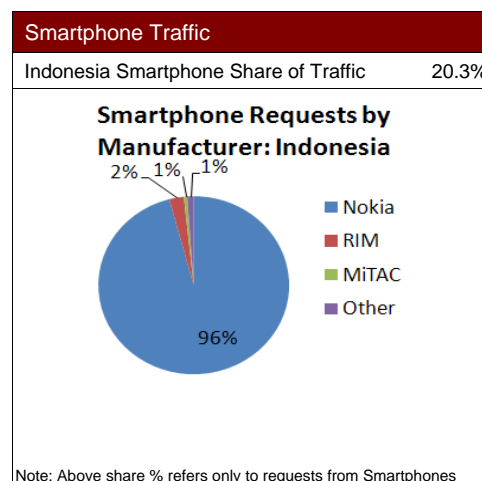 Smartphone Traffic
Indonesia Smartphone Share of Traffic 20.3%
Smartphone Requests by
Manufacturer: Indonesia
2% 1% 1%
Nokia
RIM
MiTAC
Other
96%
Note: Above share % refers only to requests from Smartphones